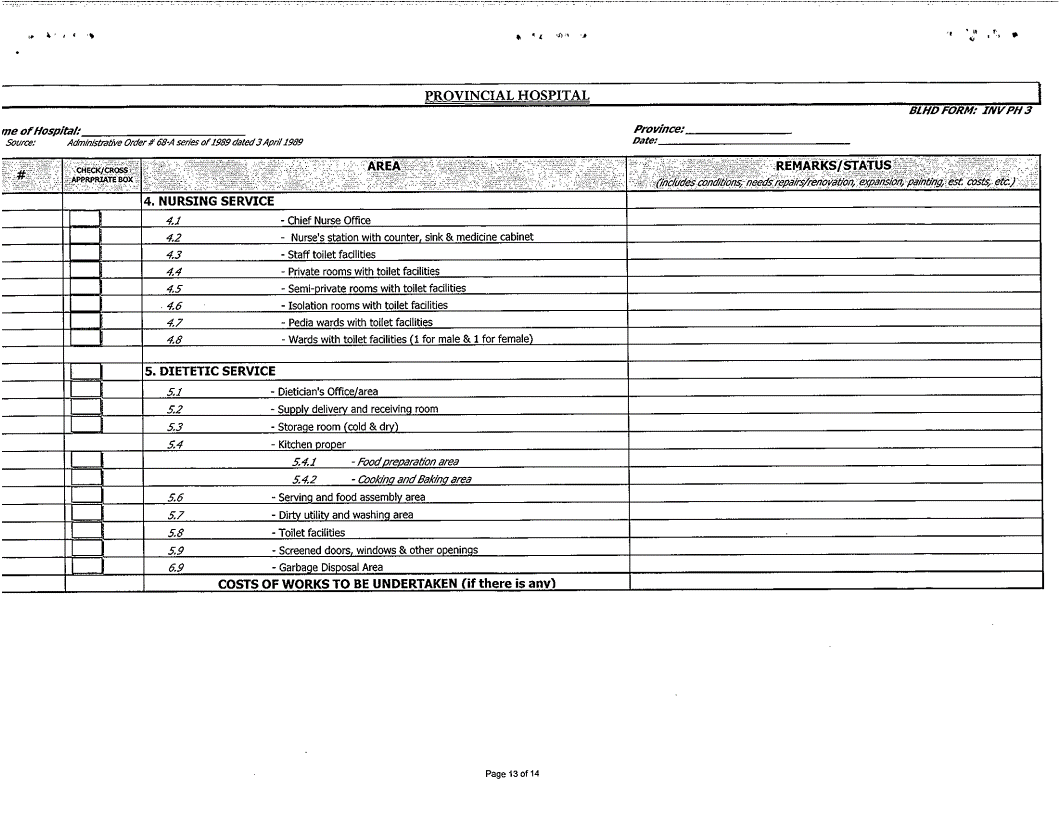 PROVINCIAL HOSPITAL
BLHD FORM: INV PH 3
me of Hospital:
Province:
Source: Administrative Order # 68-A series of 1989 dated 3 April 1989
Date:
# CHECK/CROSS APPRPRIATE BOX AREA REMARKS/STATUS
(includes conditions, needs repairs/renovation, expansion, painting, est. costs, etc.)
4. NURSING SERVICE
4.1 - Chief Nurse Office
4.2 - Nurse's station with counter, sink & medicine cabinet
4.3 - Staff toilet facilities
4.4 - Private rooms with toilet facilities
4.5 - Semi-private rooms with toilet facilities
4.6 - Isolation rooms with toilet facilities
4.7 - Pedia wards with toilet facilities
4.8 - Wards with toilet facilities (1 for male & 1 for female)
5. DIETETIC SERVICE
5.1 - Dietician's Office/area
5.2 - Supply delivery and receiving room
5.3 - Storage room (cold & dry)
5.4 - Kitchen proper
5.4.1 - Food preparation area
5.4.2 - Cooking and Baking area
5.6 - Serving and food assembly area
5.7 - Dirty utility and washing area
5.8 - Toilet facilities
5.9 - Screened doors, windows & other openings
6.9 - Garbage Disposal Area
COSTS OF WORKS TO BE UNDERTAKEN (if there is any)
Page 13 of 14